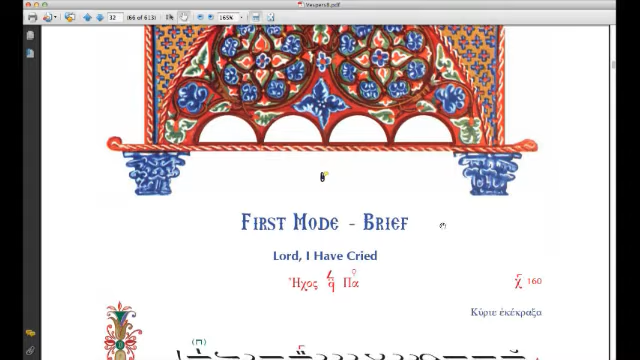 Vespers8.pdf
32 (66 of 613) 165%
First Mode – Brief
Lord, I Have Cried
Ἦχος Πα
160
Κύριε ἐκέκραξα